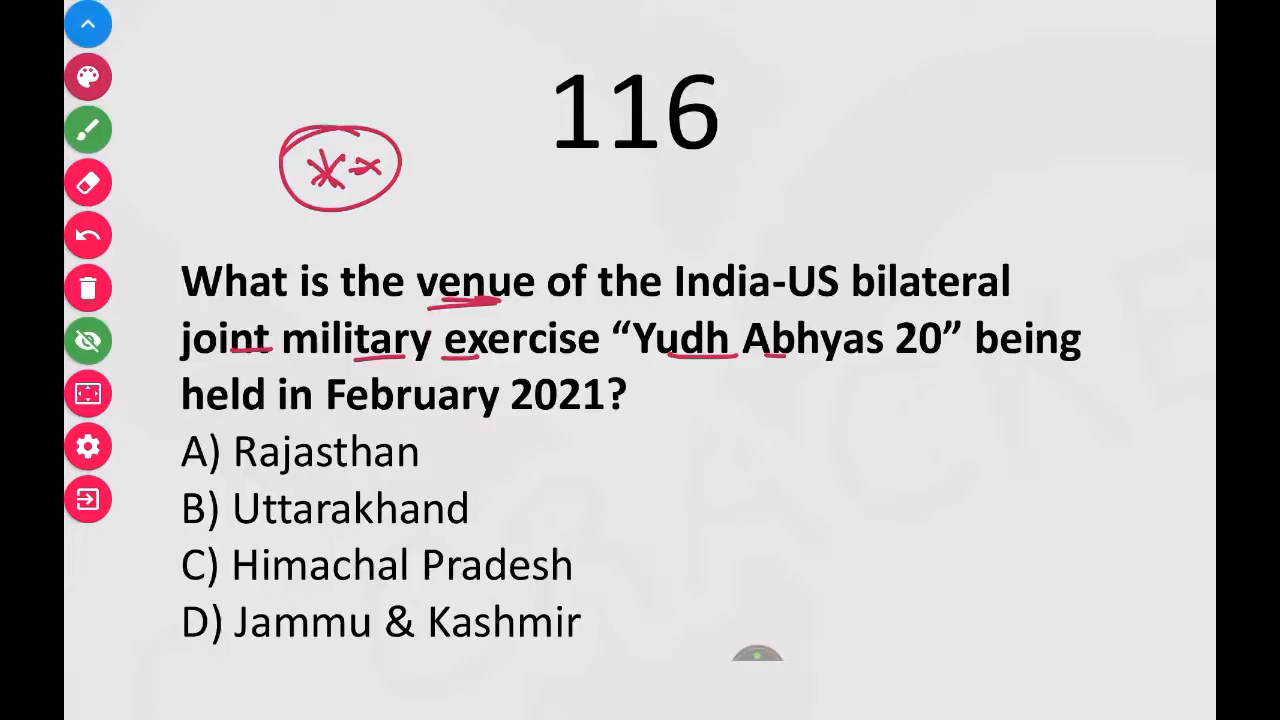 116
What is the venue of the India-US bilateral
joint military exercise “Yudh Abhyas 20” being
held in February 2021?
A) Rajasthan
B) Uttarakhand
C) Himachal Pradesh
D) Jammu & Kashmir